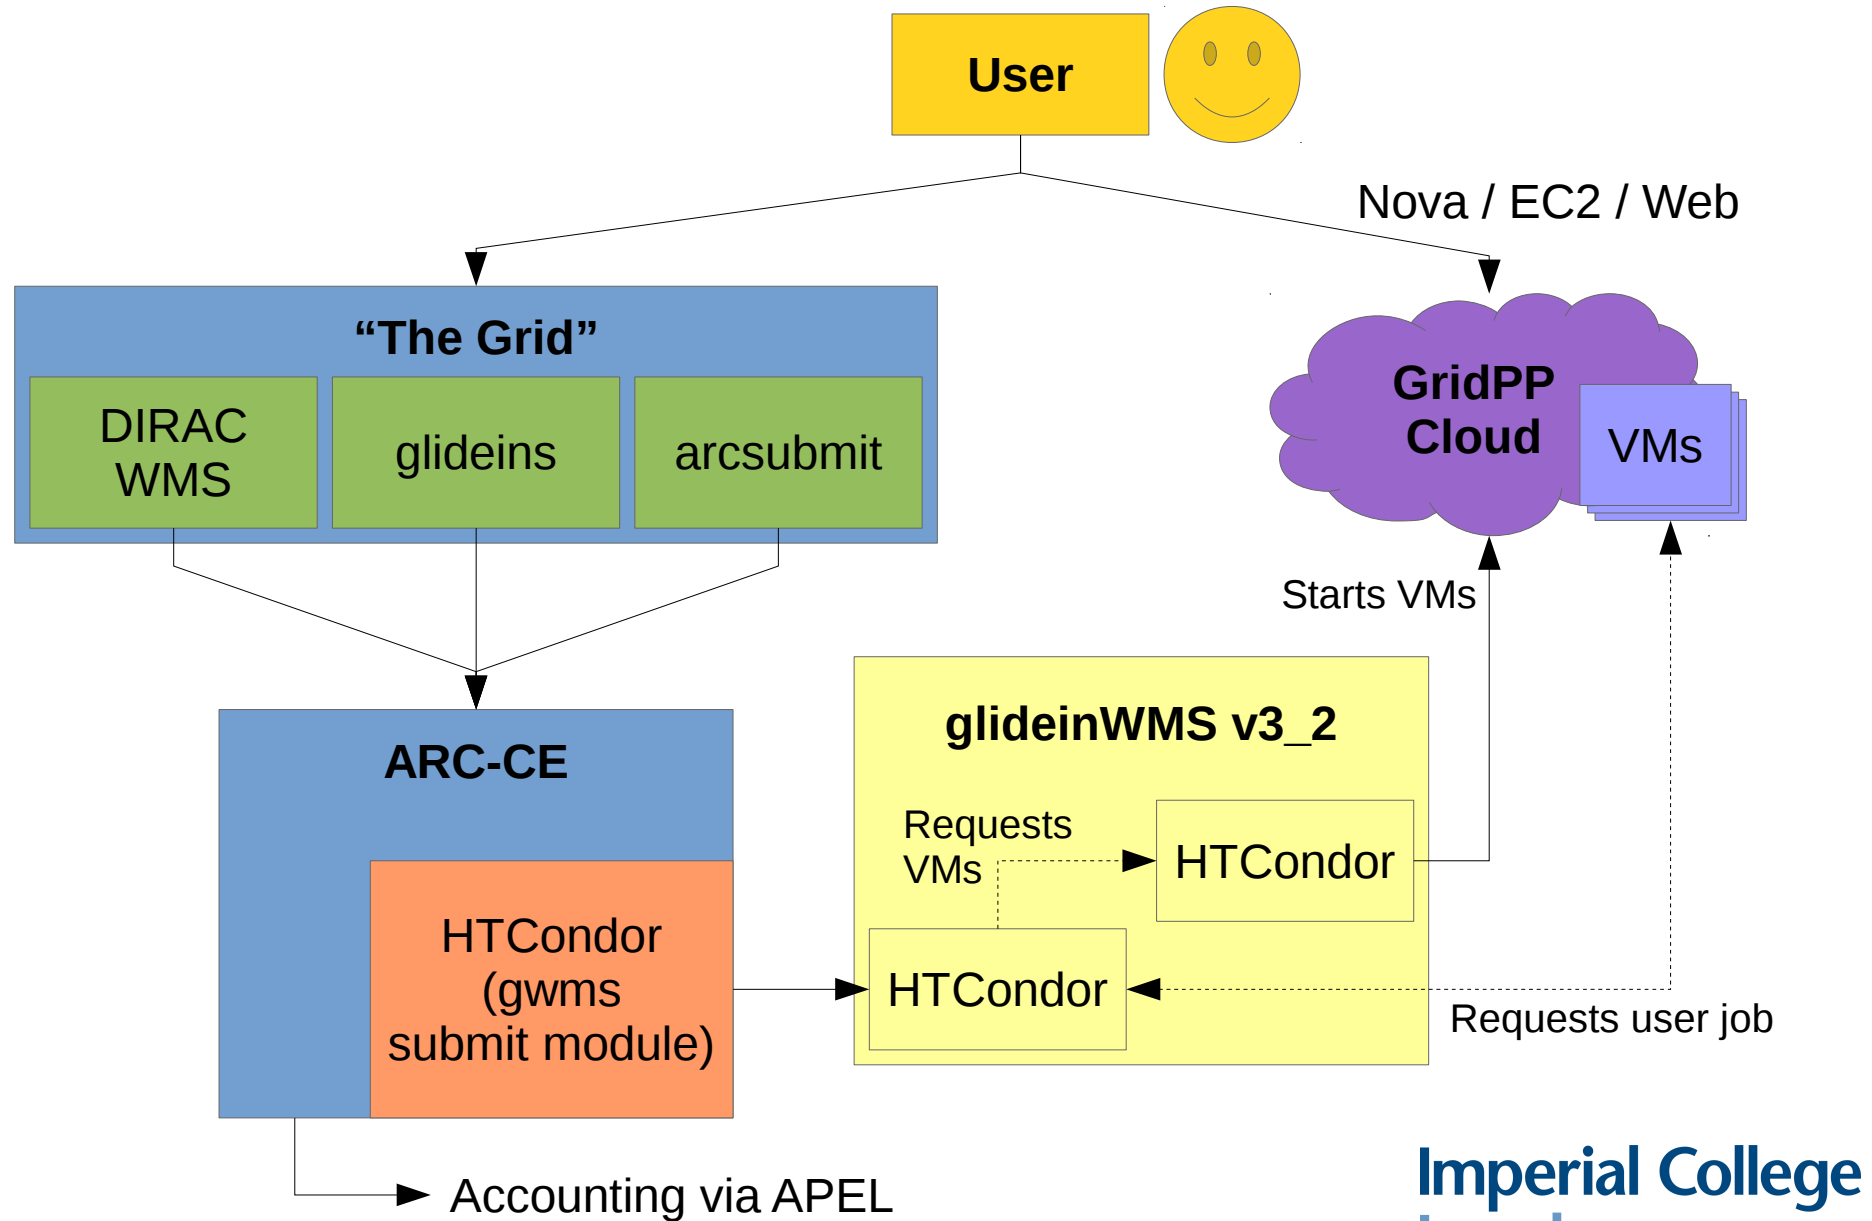 User
Nova / EC2 / Web
“The Grid”
DIRAC
WMS
glideins
arcsubmit
GridPP
Cloud
VMs
Starts VMs
glideinWMS v3_2
ARC-CE
Requests
VMs
HTCondor
HTCondor
(gwms
submit module)
HTCondor
Requests user job
Accounting via APEL
Imperial College